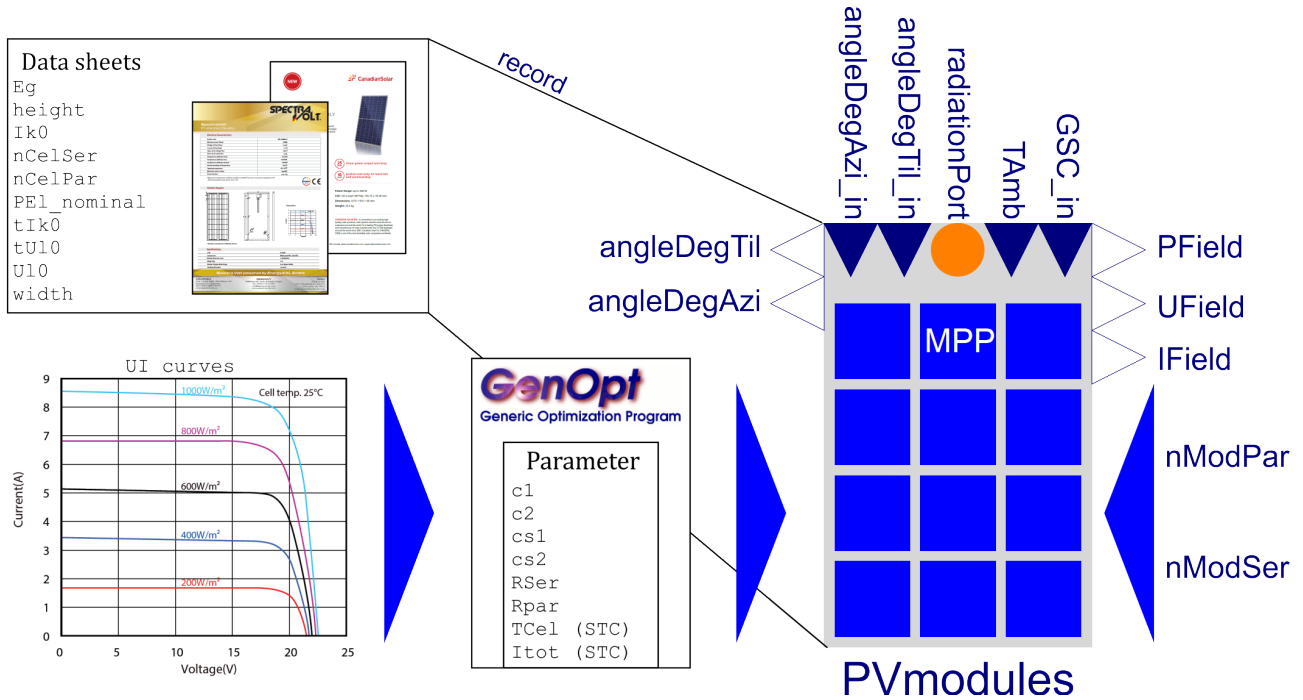 Data sheets
Eg
height
Ik0
nCelSer
nCelPar
PEl_nominal
tIk0
tUl0
Ul0
width
NEW
CanadianSolar
SPECTRA
VOLT
record
angleDegAzi_in
angleDegTil_in
radiationPort
TAmb
GSC_in
angleDegTil
angleDegAzi
PField
UField
IField
MPP
nModPar
nModSer
PVmodules
UI curves
Cell temp. 25°C
1000W/m²
800W/m²
600W/m²
400W/m²
200W/m²
9
8
7
6
5
4
3
2
1
0
0 5 10 15 20 25
Current(A)
Voltage(V)
GenOpt
Generic Optimization Program
Parameter
c1
c2
cs1
cs2
RSer
Rpar
TCel (STC)
Itot (STC)